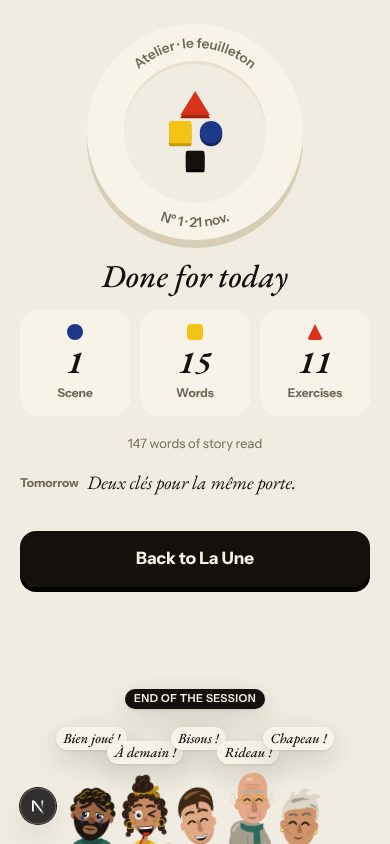 Atelier · le feuilleton
Nº 1 · 21 nov.
Done for today
1
Scene
15
Words
11
Exercises
147 words of story read
Tomorrow Deux clés pour la même porte.
Back to La Une
END OF THE SESSION
Bien joué !
Bisous !
Chapeau !
À demain !
Rideau !
N